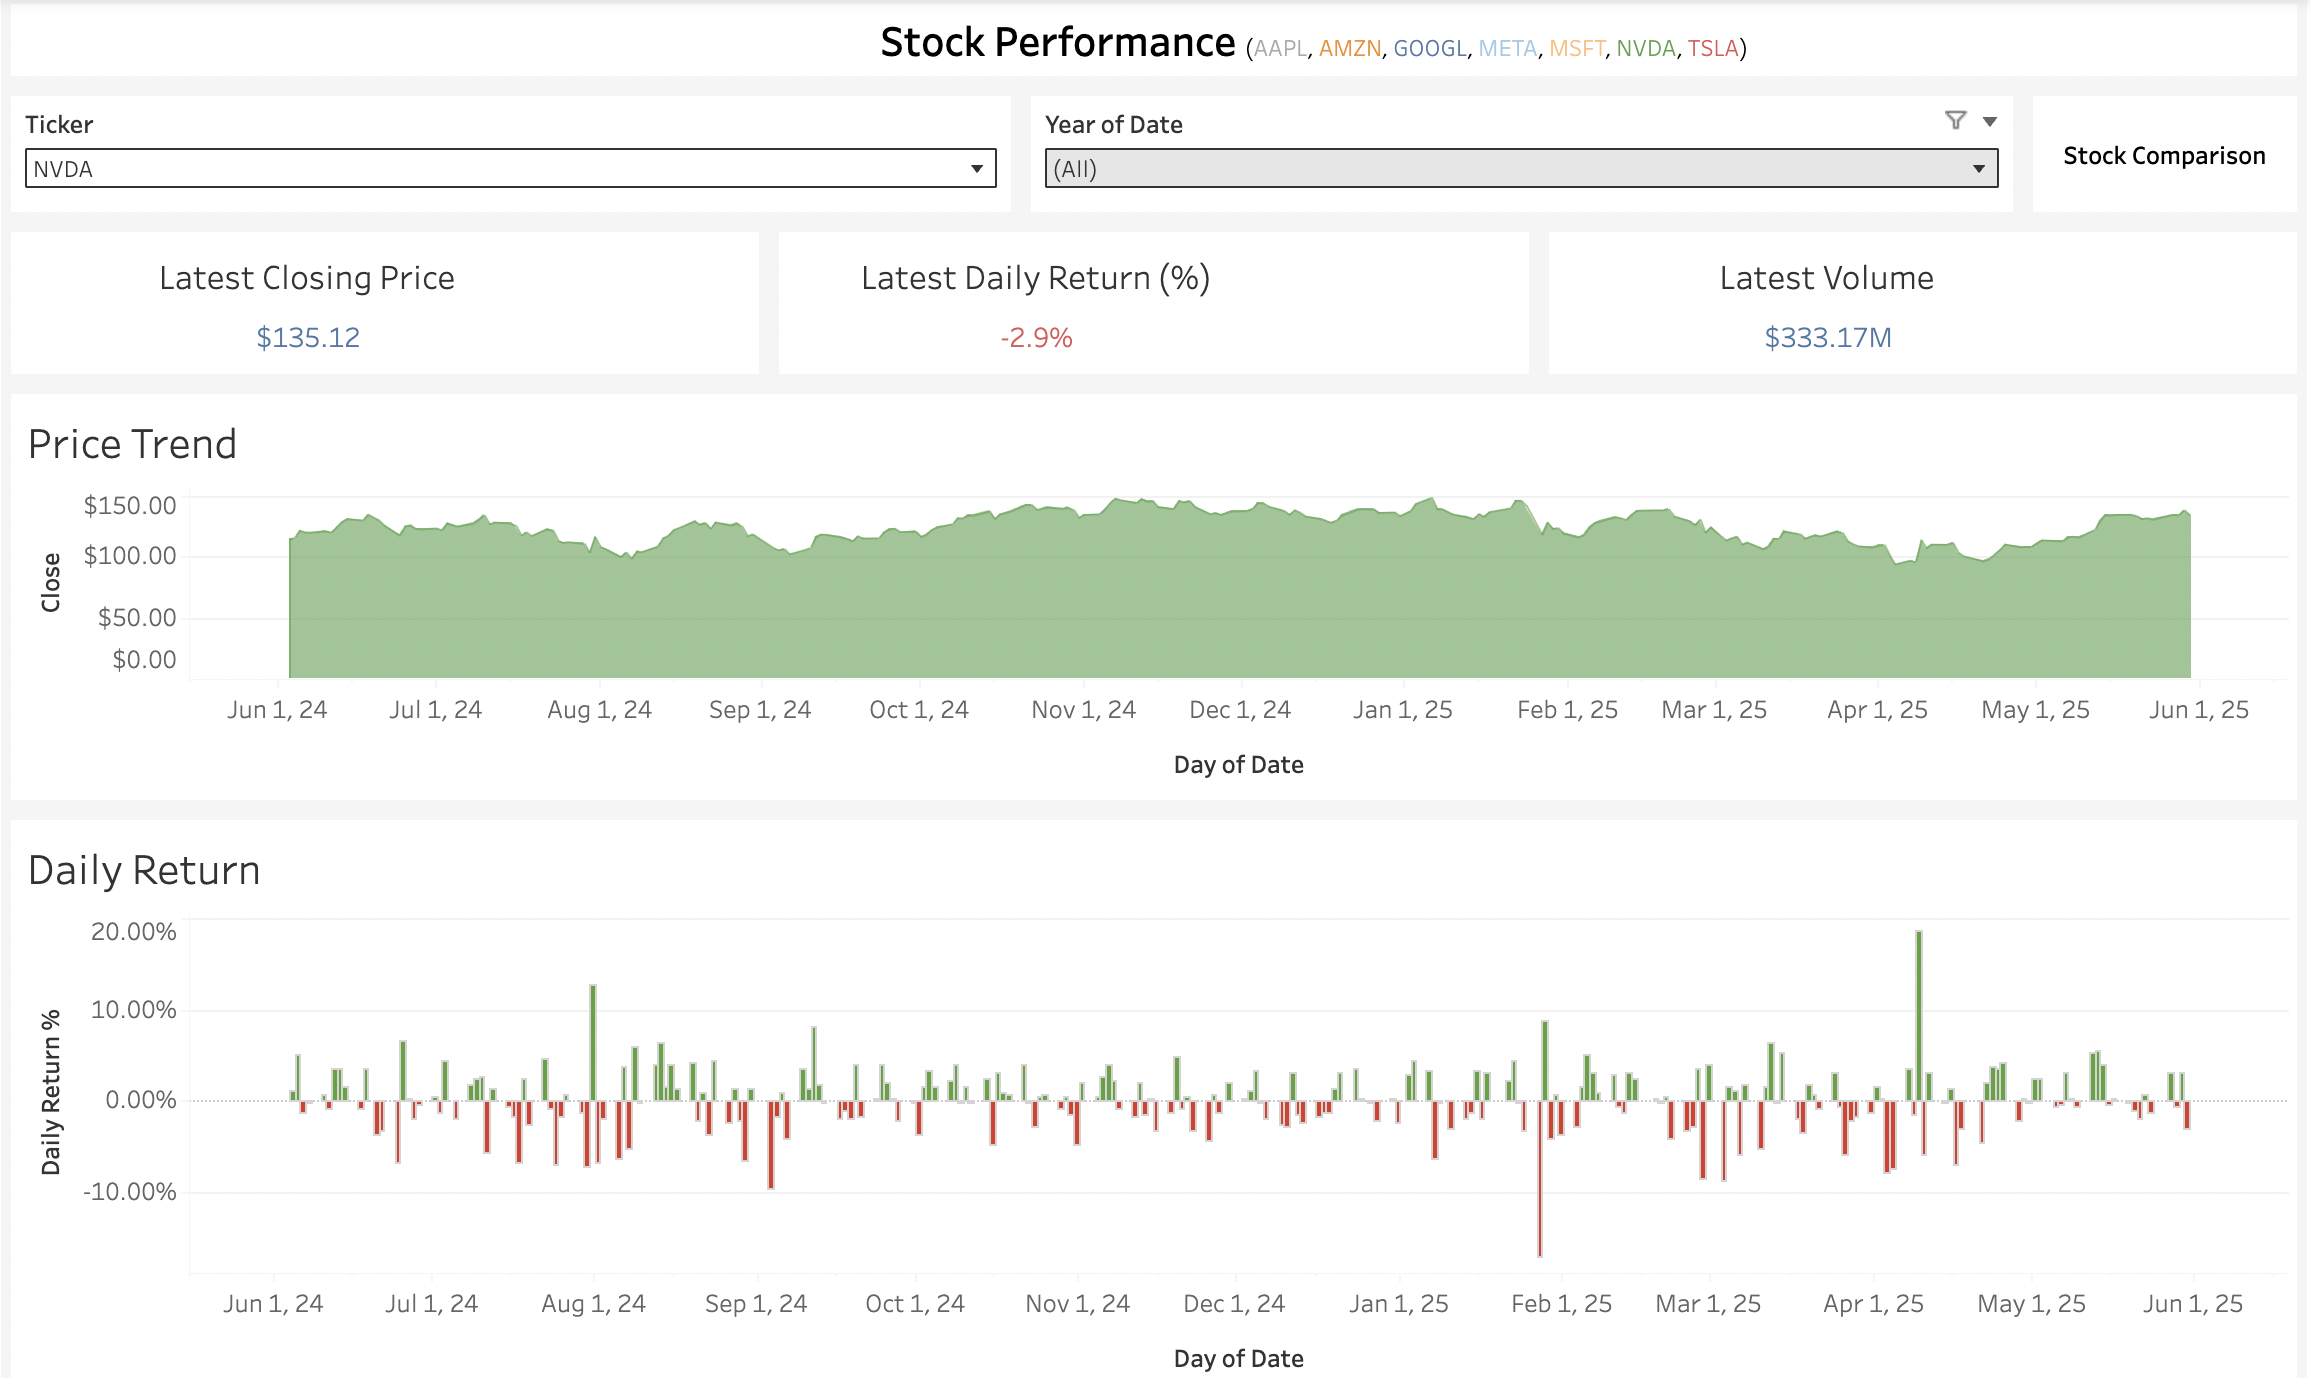 Stock Performance (AAPL, AMZN, GOOGL, META, MSFT, NVDA, TSLA)
Ticker
NVDA
Year of Date
(All)
Stock Comparison
Latest Closing Price
$135.12
Latest Daily Return (%)
-2.9%
Latest Volume
$333.17M
Price Trend
Close
$150.00
$100.00
$50.00
$0.00
Jun 1, 24 Jul 1, 24 Aug 1, 24 Sep 1, 24 Oct 1, 24 Nov 1, 24 Dec 1, 24 Jan 1, 25 Feb 1, 25 Mar 1, 25 Apr 1, 25 May 1, 25 Jun 1, 25
Day of Date
Daily Return
Daily Return %
20.00%
10.00%
0.00%
-10.00%
Jun 1, 24 Jul 1, 24 Aug 1, 24 Sep 1, 24 Oct 1, 24 Nov 1, 24 Dec 1, 24 Jan 1, 25 Feb 1, 25 Mar 1, 25 Apr 1, 25 May 1, 25 Jun 1, 25
Day of Date